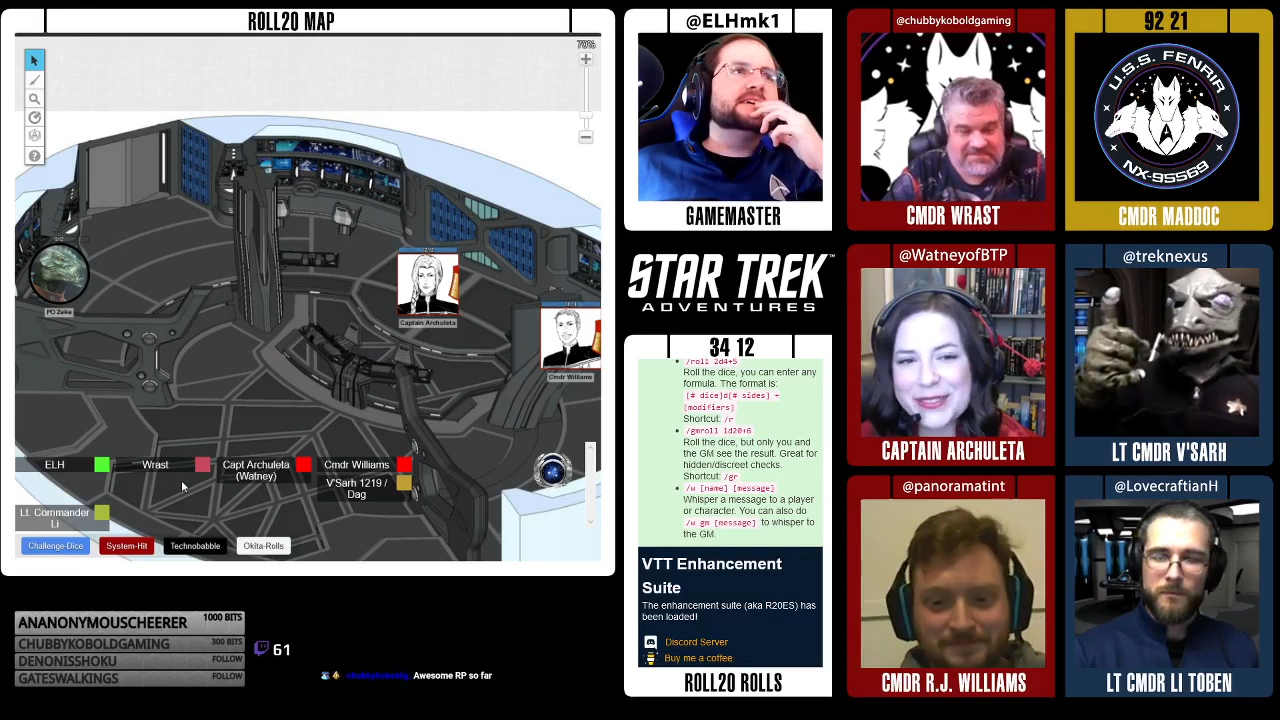 ROLL20 MAP
70%
PO Zeke
Captain Archuleta
Cmdr Williams
ELH
Wrast
Capt Archuleta
(Watney)
Cmdr Williams
V'Sarh 1219 /
Dag
Lt. Commander
Li
Challenge-Dice
System-Hit
Technobabble
Okita-Rolls
ANANONYMOUSCHEERER 1000 BITS
CHUBBYKOBOLDGAMING 300 BITS
DENONISSHOKU FOLLOW
GATESWALKINGS FOLLOW
61
Awesome RP so far
@ELHmk1
GAMEMASTER
STAR TREK™
ADVENTURES
34 12
/roll 2d4+5
Roll the dice, you can enter any
formula. The format is:
[# dice]d[# sides] +
[modifiers]
Shortcut: /r
/gmroll 1d20+6
Roll the dice, but only you and
the GM see the result. Great for
hidden/discreet checks.
Shortcut: /gr
/w [name] [message]
Whisper a message to a player
or character. You can also do
/w gm [message] to whisper to
the GM.
VTT Enhancement
Suite
The enhancement suite (aka R20ES) has
been loaded!
Discord Server
Buy me a coffee
ROLL20 ROLLS
@chubbykoboldgaming
CMDR WRAST
92 21
U.S.S. FENRIR
NX-95569
CMDR MADDOC
@WatneyofBTP
CAPTAIN ARCHULETA
@treknexus
LT CMDR V'SARH
@panoramatint
CMDR R.J. WILLIAMS
@LovecraftianH
LT CMDR LI TOBEN